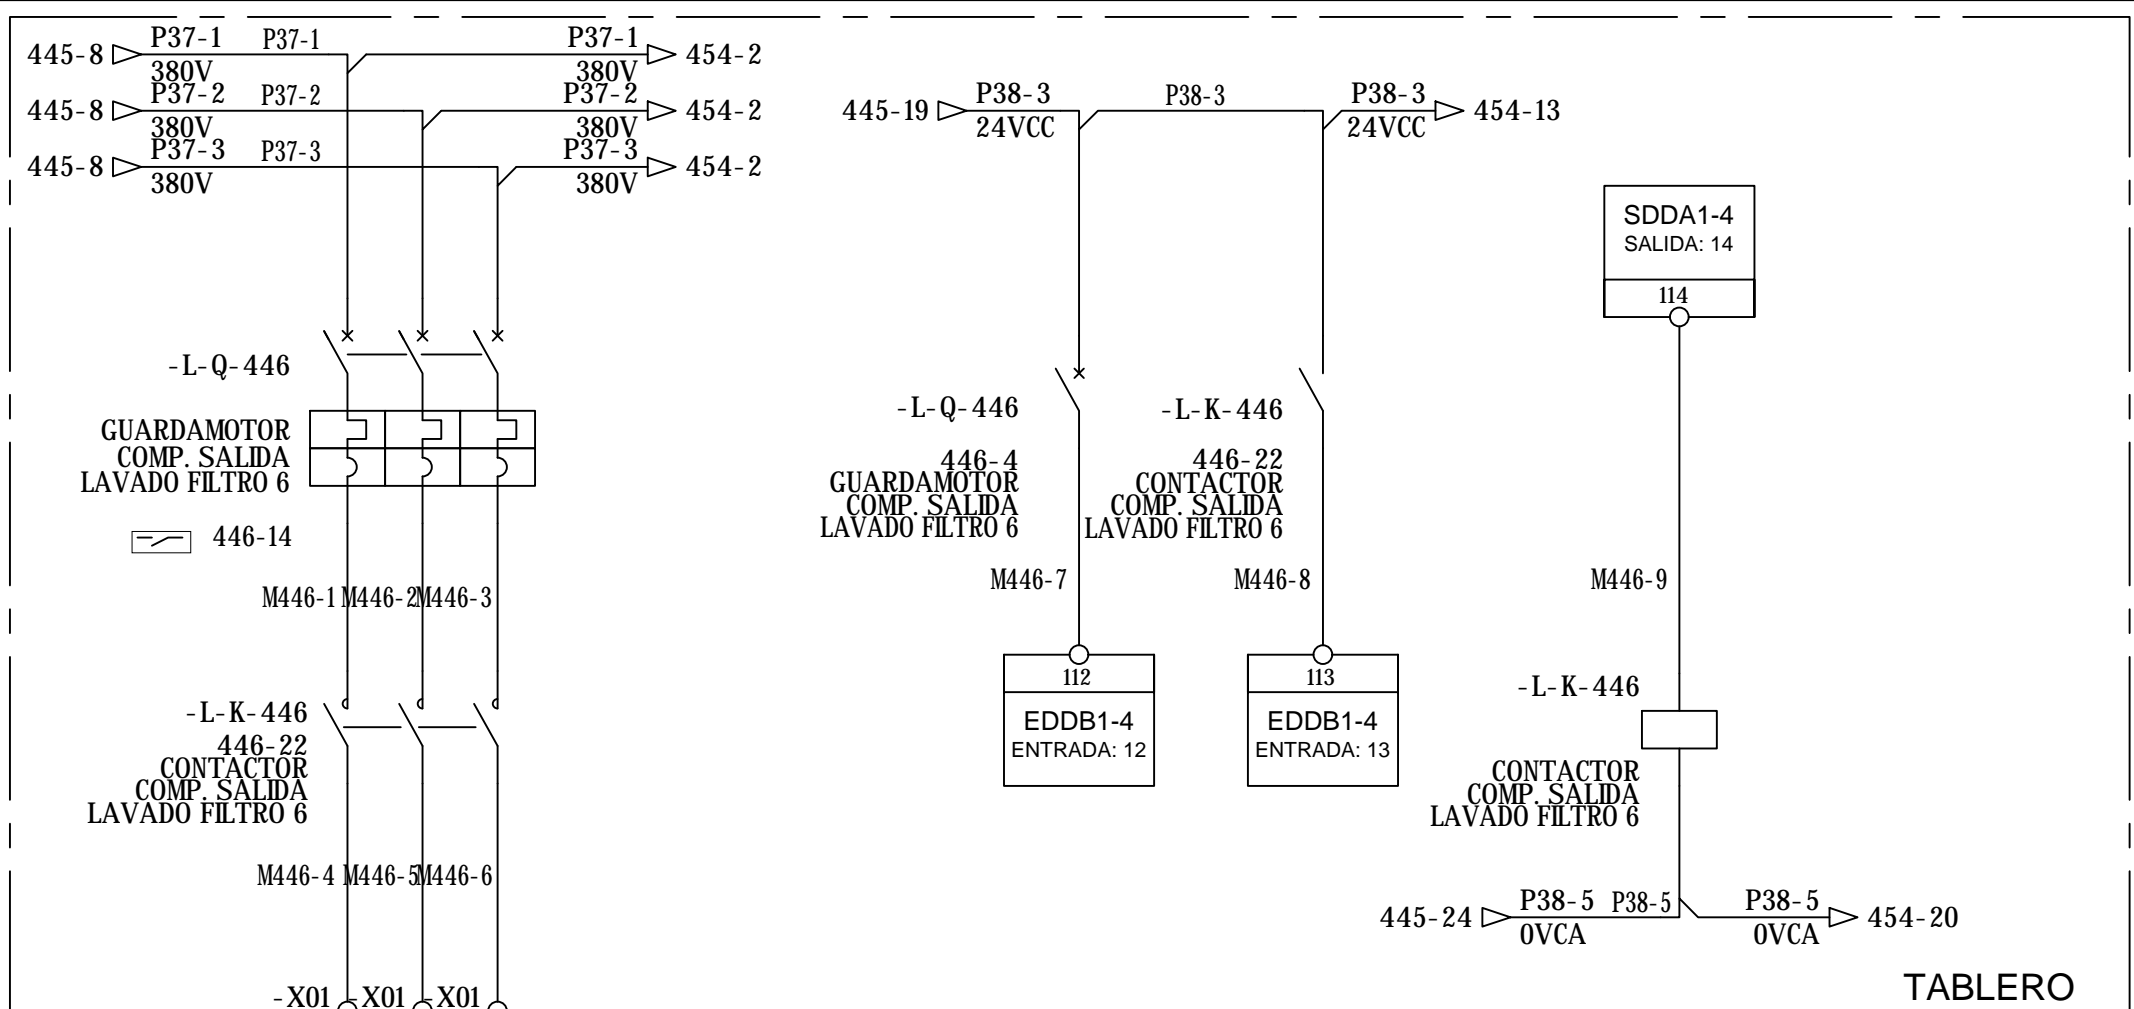 445-8 P37-1 P37-1 P37-1 454-2
380V 380V
445-8 P37-2 P37-2 P37-2 454-2
380V 380V
445-8 P37-3 P37-3 P37-3 454-2
380V 380V
-L-Q-446
GUARDAMOTOR
COMP. SALIDA
LAVADO FILTRO 6
446-14
M446-1 M446-2 M446-3
-L-K-446
446-22
CONTACTOR
COMP. SALIDA
LAVADO FILTRO 6
M446-4 M446-5 M446-6
-X01 -X01 -X01
445-19 P38-3 P38-3 P38-3 454-13
24VCC 24VCC
-L-Q-446
446-4
GUARDAMOTOR
COMP. SALIDA
LAVADO FILTRO 6
M446-7
112
EDDB1-4
ENTRADA: 12
-L-K-446
446-22
CONTACTOR
COMP. SALIDA
LAVADO FILTRO 6
M446-8
113
EDDB1-4
ENTRADA: 13
SDDA1-4
SALIDA: 14
114
M446-9
-L-K-446
CONTACTOR
COMP. SALIDA
LAVADO FILTRO 6
445-24 P38-5 P38-5 P38-5 454-20
0VCA 0VCA
TABLERO